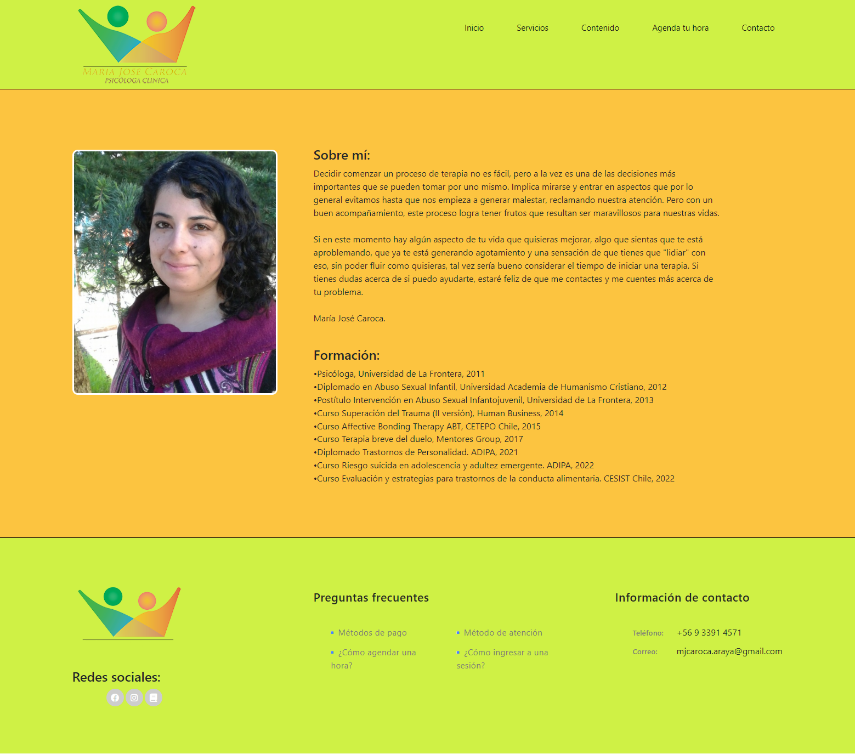 MARÍA JOSÉ CAROCA
PSICÓLOGA CLÍNICA
Inicio
Servicios
Contenido
Agenda tu hora
Contacto
Sobre mí:
Decidir comenzar un proceso de terapia no es fácil, pero a la vez es una de las decisiones más
importantes que se pueden tomar por uno mismo. Implica mirarse y entrar en aspectos que por lo
general evitamos hasta que nos empieza a generar malestar, reclamando nuestra atención. Pero con un
buen acompañamiento, este proceso logra tener frutos que resultan ser maravillosos para nuestras vidas.
Si en este momento hay algún aspecto de tu vida que quisieras mejorar, algo que sientas que te está
aproblemando, que ya te está generando agotamiento y una sensación de que tienes que "lidiar" con
eso, sin poder fluir como quisieras, tal vez sería bueno considerar el tiempo de iniciar una terapia. Si
tienes dudas acerca de si puedo ayudarte, estaré feliz de que me contactes y me cuentes más acerca de
tu problema.
María José Caroca.
Formación:
•Psicóloga, Universidad de La Frontera, 2011
•Diplomado en Abuso Sexual Infantil, Universidad Academia de Humanismo Cristiano, 2012
•Postítulo Intervención en Abuso Sexual Infantojuvenil, Universidad de La Frontera, 2013
•Curso Superación del Trauma (II versión), Human Business, 2014
•Curso Affective Bonding Therapy ABT, CETEPO Chile, 2015
•Curso Terapia breve del duelo, Mentores Group, 2017
•Diplomado Trastornos de Personalidad. ADIPA, 2021
•Curso Riesgo suicida en adolescencia y adultez emergente. ADIPA, 2022
•Curso Evaluación y estrategias para trastornos de la conducta alimentaria. CESIST Chile, 2022
Redes sociales:
Preguntas frecuentes
Métodos de pago
¿Cómo agendar una
hora?
Método de atención
¿Cómo ingresar a una
sesión?
Información de contacto
Teléfono: +56 9 3391 4571
Correo: mjcaroca.araya@gmail.com